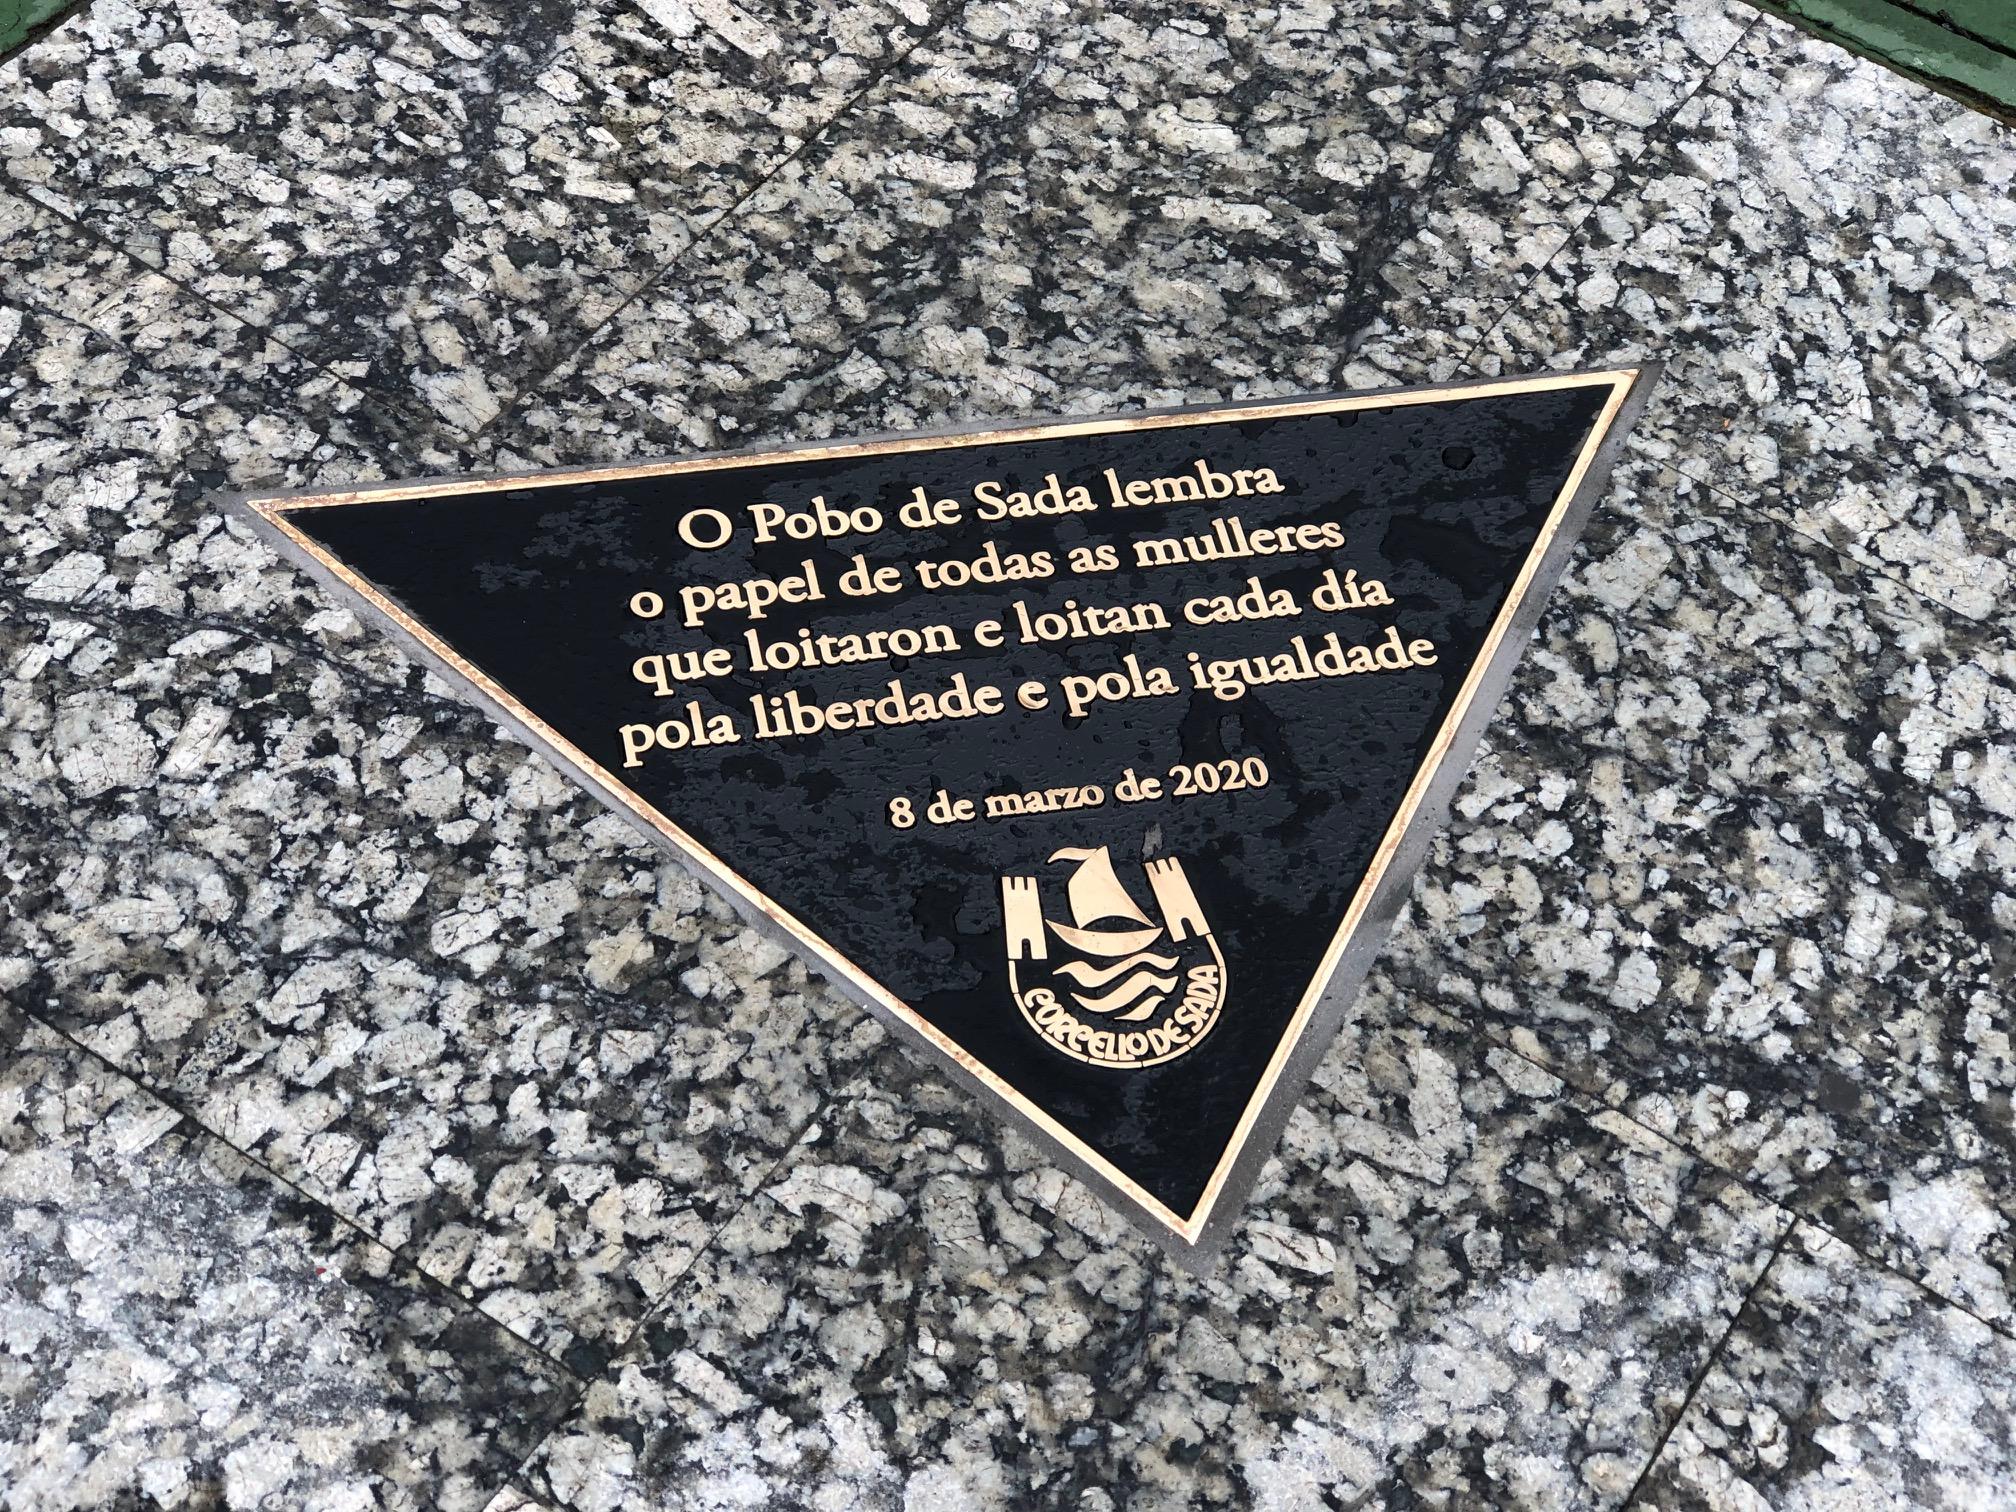 O Pobo de Sada lembra
o papel de todas as mulleres
que loitaron e loitan cada día
pola liberdade e pola igualdade
8 de marzo de 2020
CONCELLO DE SADA